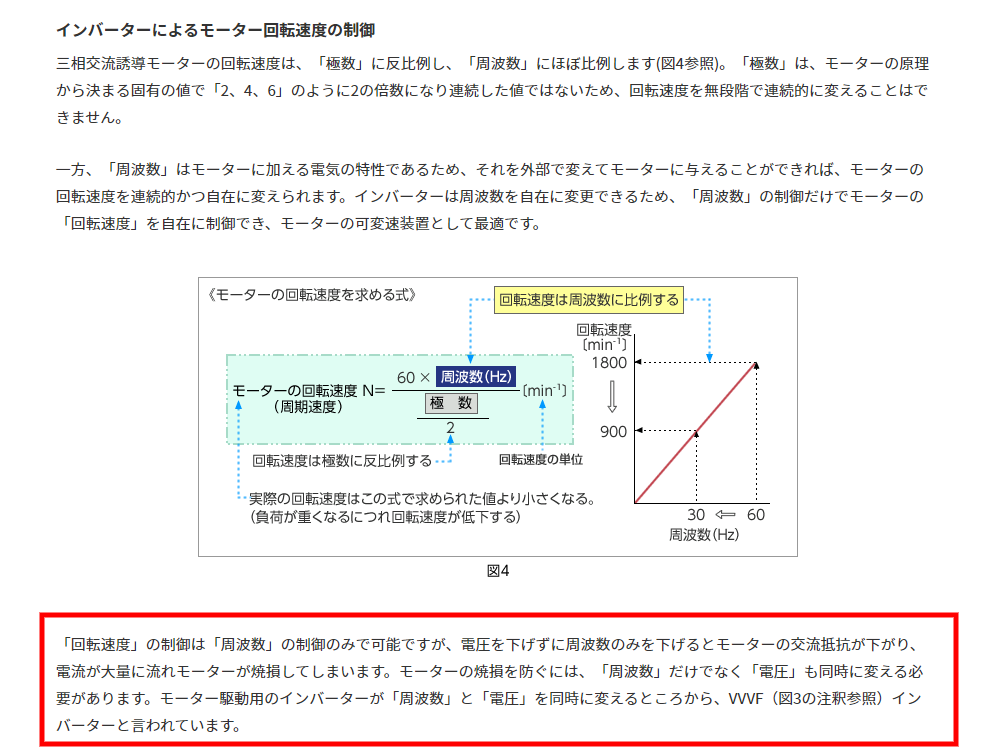 インバーターによるモーター回転速度の制御
三相交流誘導モーターの回転速度は、「極数」に反比例し、「周波数」にほぼ比例します(図4参照)。「極数」は、モーターの原理
から決まる固有の値で「2、4、6」のように2の倍数になり連続した値ではないため、回転速度を無段階で連続的に変えることはで
きません。
一方、「周波数」はモーターに加える電気の特性であるため、それを外部で変えてモーターに与えることができれば、モーターの
回転速度を連続的かつ自在に変えられます。インバーターは周波数を自在に変更できるため、「周波数」の制御だけでモーターの
「回転速度」を自在に制御でき、モーターの可変速装置として最適です。
《モーターの回転速度を求める式》
回転速度は周波数に比例する
モーターの回転速度 N=
（周期速度）
60 × 周波数(Hz)
極 数
2
〔min⁻¹〕
回転速度は極数に反比例する
回転速度の単位
実際の回転速度はこの式で求められた値より小さくなる。
（負荷が重くなるにつれ回転速度が低下する）
回転速度
〔min⁻¹〕
1800
900
30 60
周波数(Hz)
図4
「回転速度」の制御は「周波数」の制御のみで可能ですが、電圧を下げずに周波数のみを下げるとモーターの交流抵抗が下がり、
電流が大量に流れモーターが焼損してしまいます。モーターの焼損を防ぐには、「周波数」だけでなく「電圧」も同時に変える必
要があります。モーター駆動用のインバーターが「周波数」と「電圧」を同時に変えるところから、VVVF（図3の注釈参照）イン
バーターと言われています。